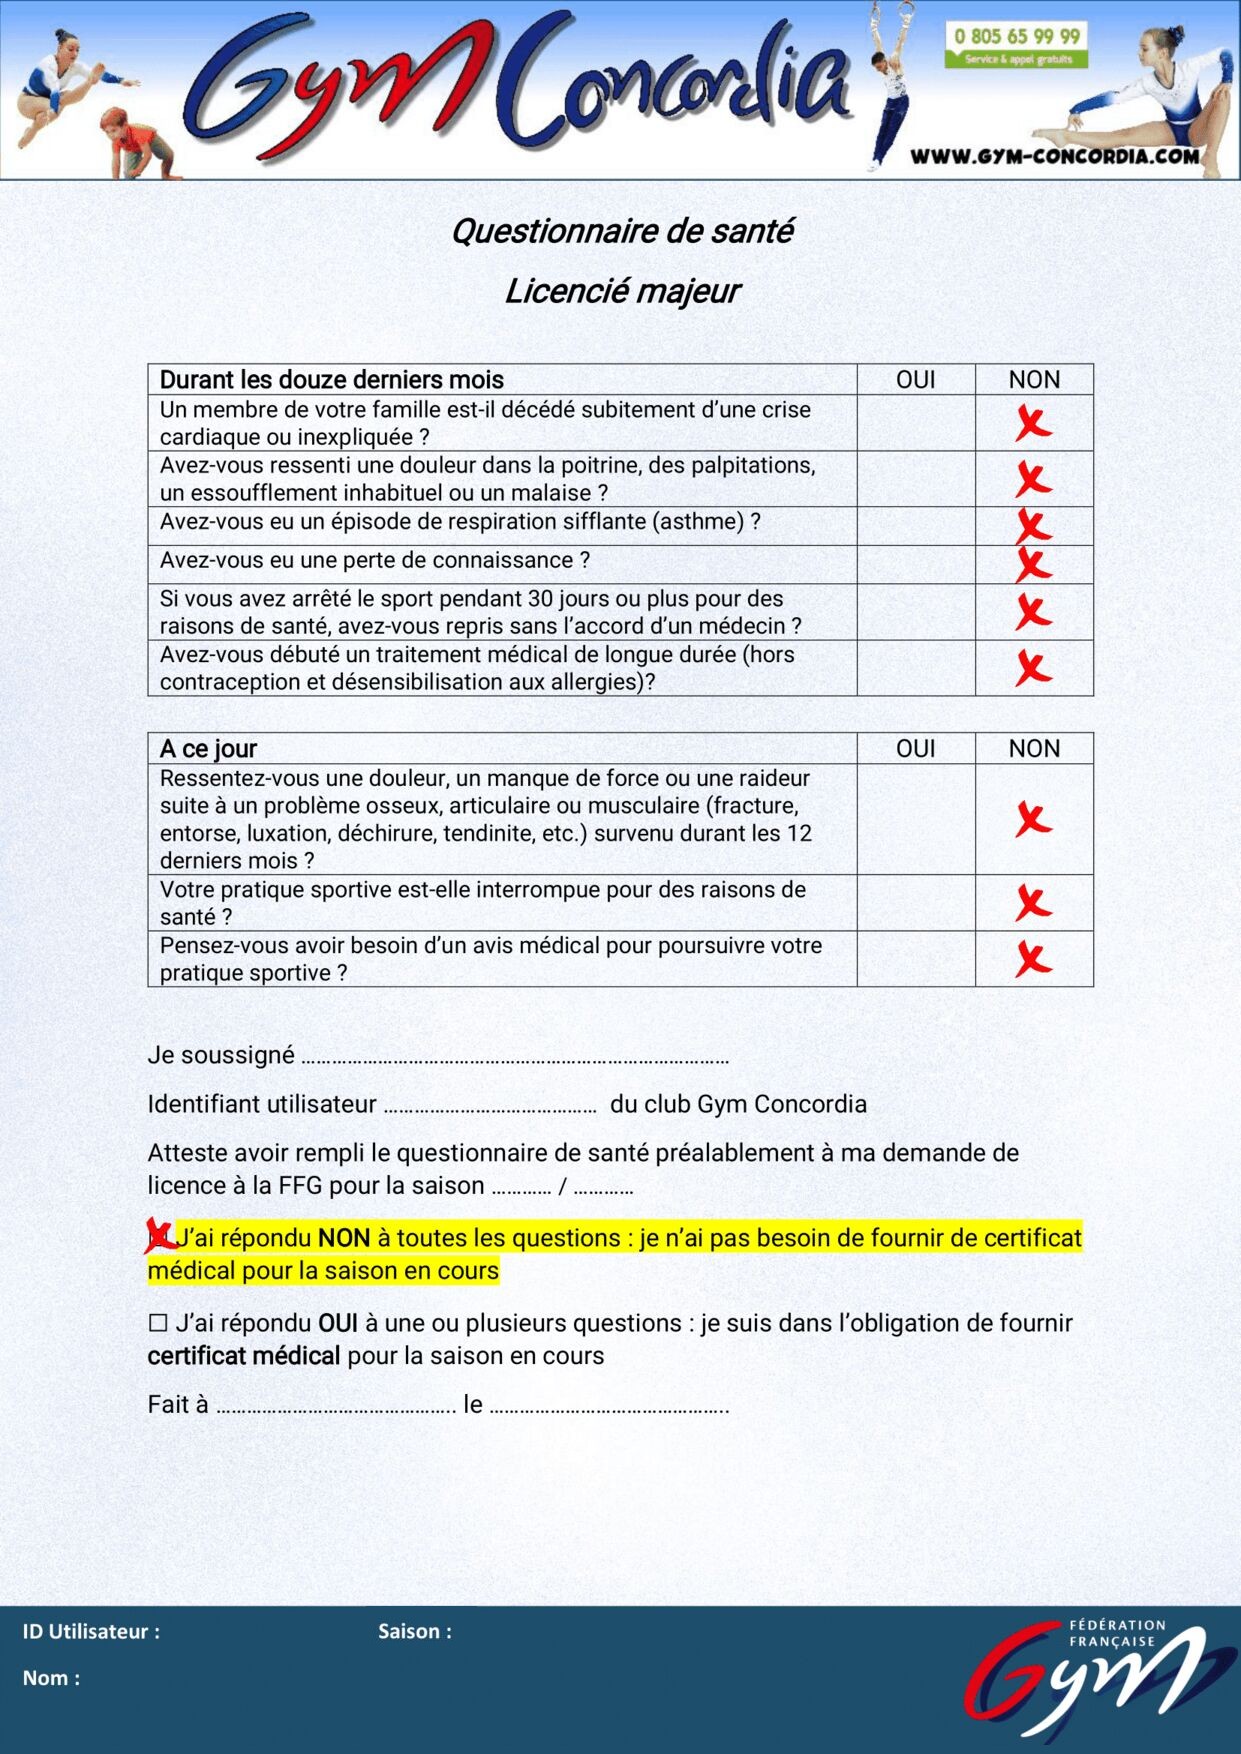 Gym Concordia
0 805 65 99 99
Service & appel gratuits
WWW.GYM-CONCORDIA.COM
Questionnaire de santé
Licencié majeur
Durant les douze derniers mois OUI NON
Un membre de votre famille est-il décédé subitement d’une crise
cardiaque ou inexpliquée ?
Avez-vous ressenti une douleur dans la poitrine, des palpitations,
un essoufflement inhabituel ou un malaise ?
Avez-vous eu un épisode de respiration sifflante (asthme) ?
Avez-vous eu une perte de connaissance ?
Si vous avez arrêté le sport pendant 30 jours ou plus pour des
raisons de santé, avez-vous repris sans l’accord d’un médecin ?
Avez-vous débuté un traitement médical de longue durée (hors
contraception et désensibilisation aux allergies)?
A ce jour OUI NON
Ressentez-vous une douleur, un manque de force ou une raideur
suite à un problème osseux, articulaire ou musculaire (fracture,
entorse, luxation, déchirure, tendinite, etc.) survenu durant les 12
derniers mois ?
Votre pratique sportive est-elle interrompue pour des raisons de
santé ?
Pensez-vous avoir besoin d’un avis médical pour poursuivre votre
pratique sportive ?
Je soussigné ………………………………………………………………………
Identifiant utilisateur …………………………………… du club Gym Concordia
Atteste avoir rempli le questionnaire de santé préalablement à ma demande de
licence à la FFG pour la saison ………… / …………
J’ai répondu NON à toutes les questions : je n’ai pas besoin de fournir de certificat
médical pour la saison en cours
☐ J’ai répondu OUI à une ou plusieurs questions : je suis dans l’obligation de fournir
certificat médical pour la saison en cours
Fait à ……………………………………….. le ………………………………………..
ID Utilisateur : Saison :
Nom :
FÉDÉRATION
FRANÇAISE
Gym